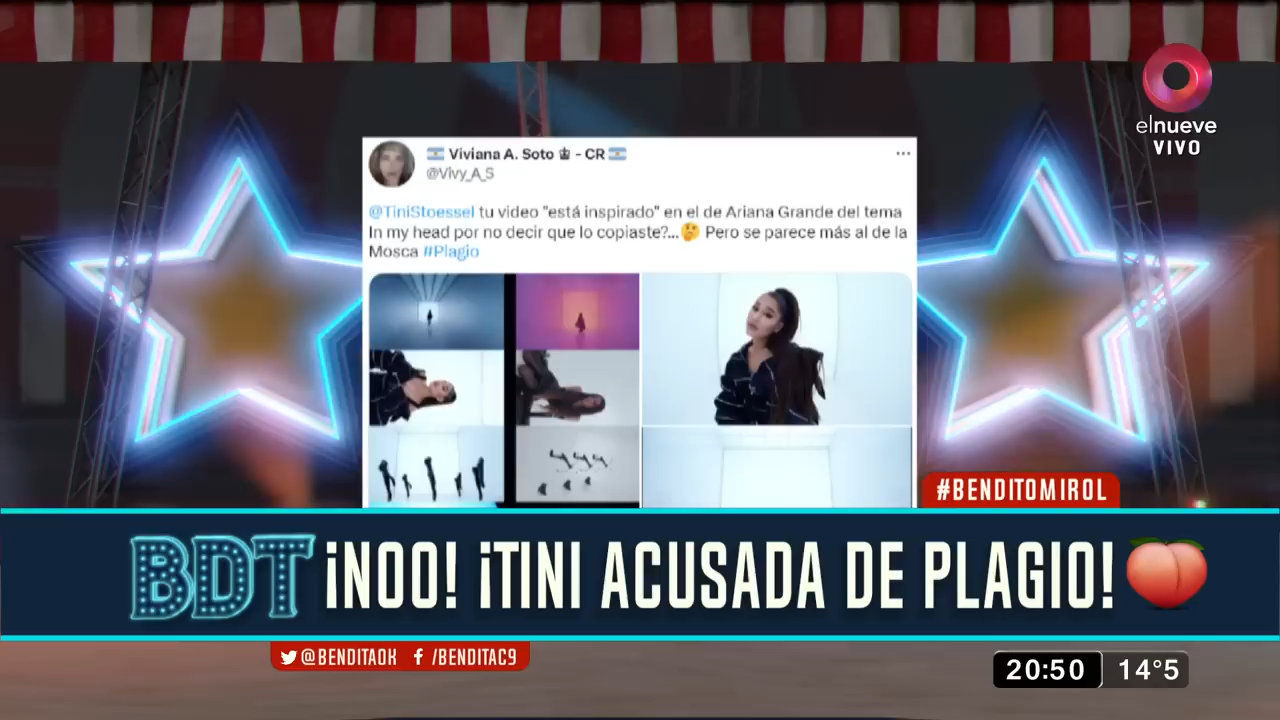 elnueve
VIVO
Viviana A. Soto - CR
@Vivy_A_S
@TiniStoessel tu video "está inspirado" en el de Ariana Grande del tema
In my head por no decir que lo copiaste?... Pero se parece más al de la
Mosca #Plagio
#BENDITOMIROL
BDT ¡NOO! ¡TINI ACUSADA DE PLAGIO!
@BENDITAOK /BENDITAC9
20:50 14°5